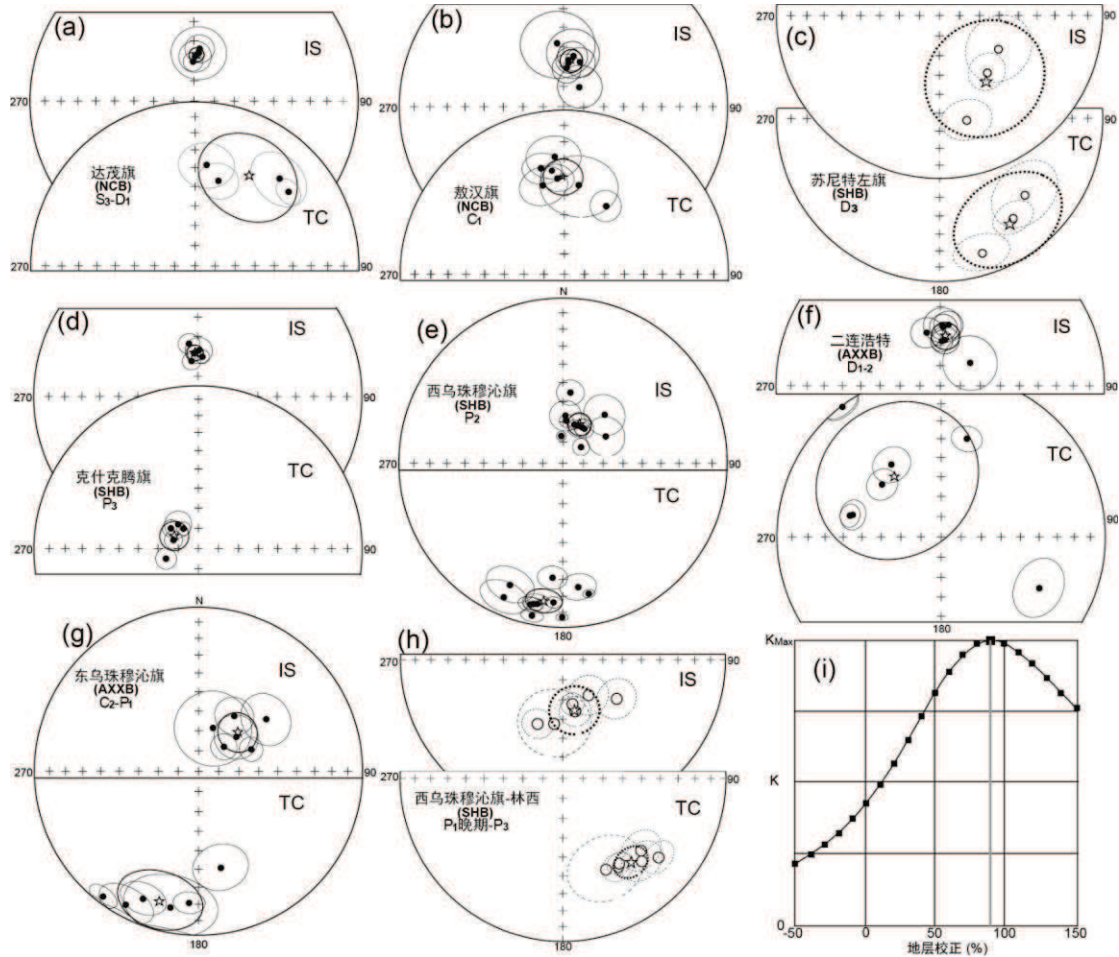 (a)
IS
270
90
达茂旗
(NCB)
S₃-D₁
TC
270
90
(b)
IS
270
90
敖汉旗
(NCB)
C₁
TC
270
90
(c)
270
90
IS
270
90
TC
苏尼特左旗
(SHB)
D₃
180
(d)
IS
270
90
TC
克什克腾旗
(SHB)
P₃
270
90
(e)
N
西乌珠穆沁旗
(SHB)
P₂
IS
270
90
TC
180
(f)
二连浩特
(AXXB)
D₁₋₂
IS
270
90
TC
270
90
180
(g)
N
东乌珠穆沁旗
(AXXB)
C₂-P₁
IS
270
90
TC
180
(h)
270
90
IS
270
90
西乌珠穆沁旗-林西
(SHB)
P₁晚期-P₃
TC
180
(i)
KMax
K
0
-50
0
50
100
150
地层校正 (%)